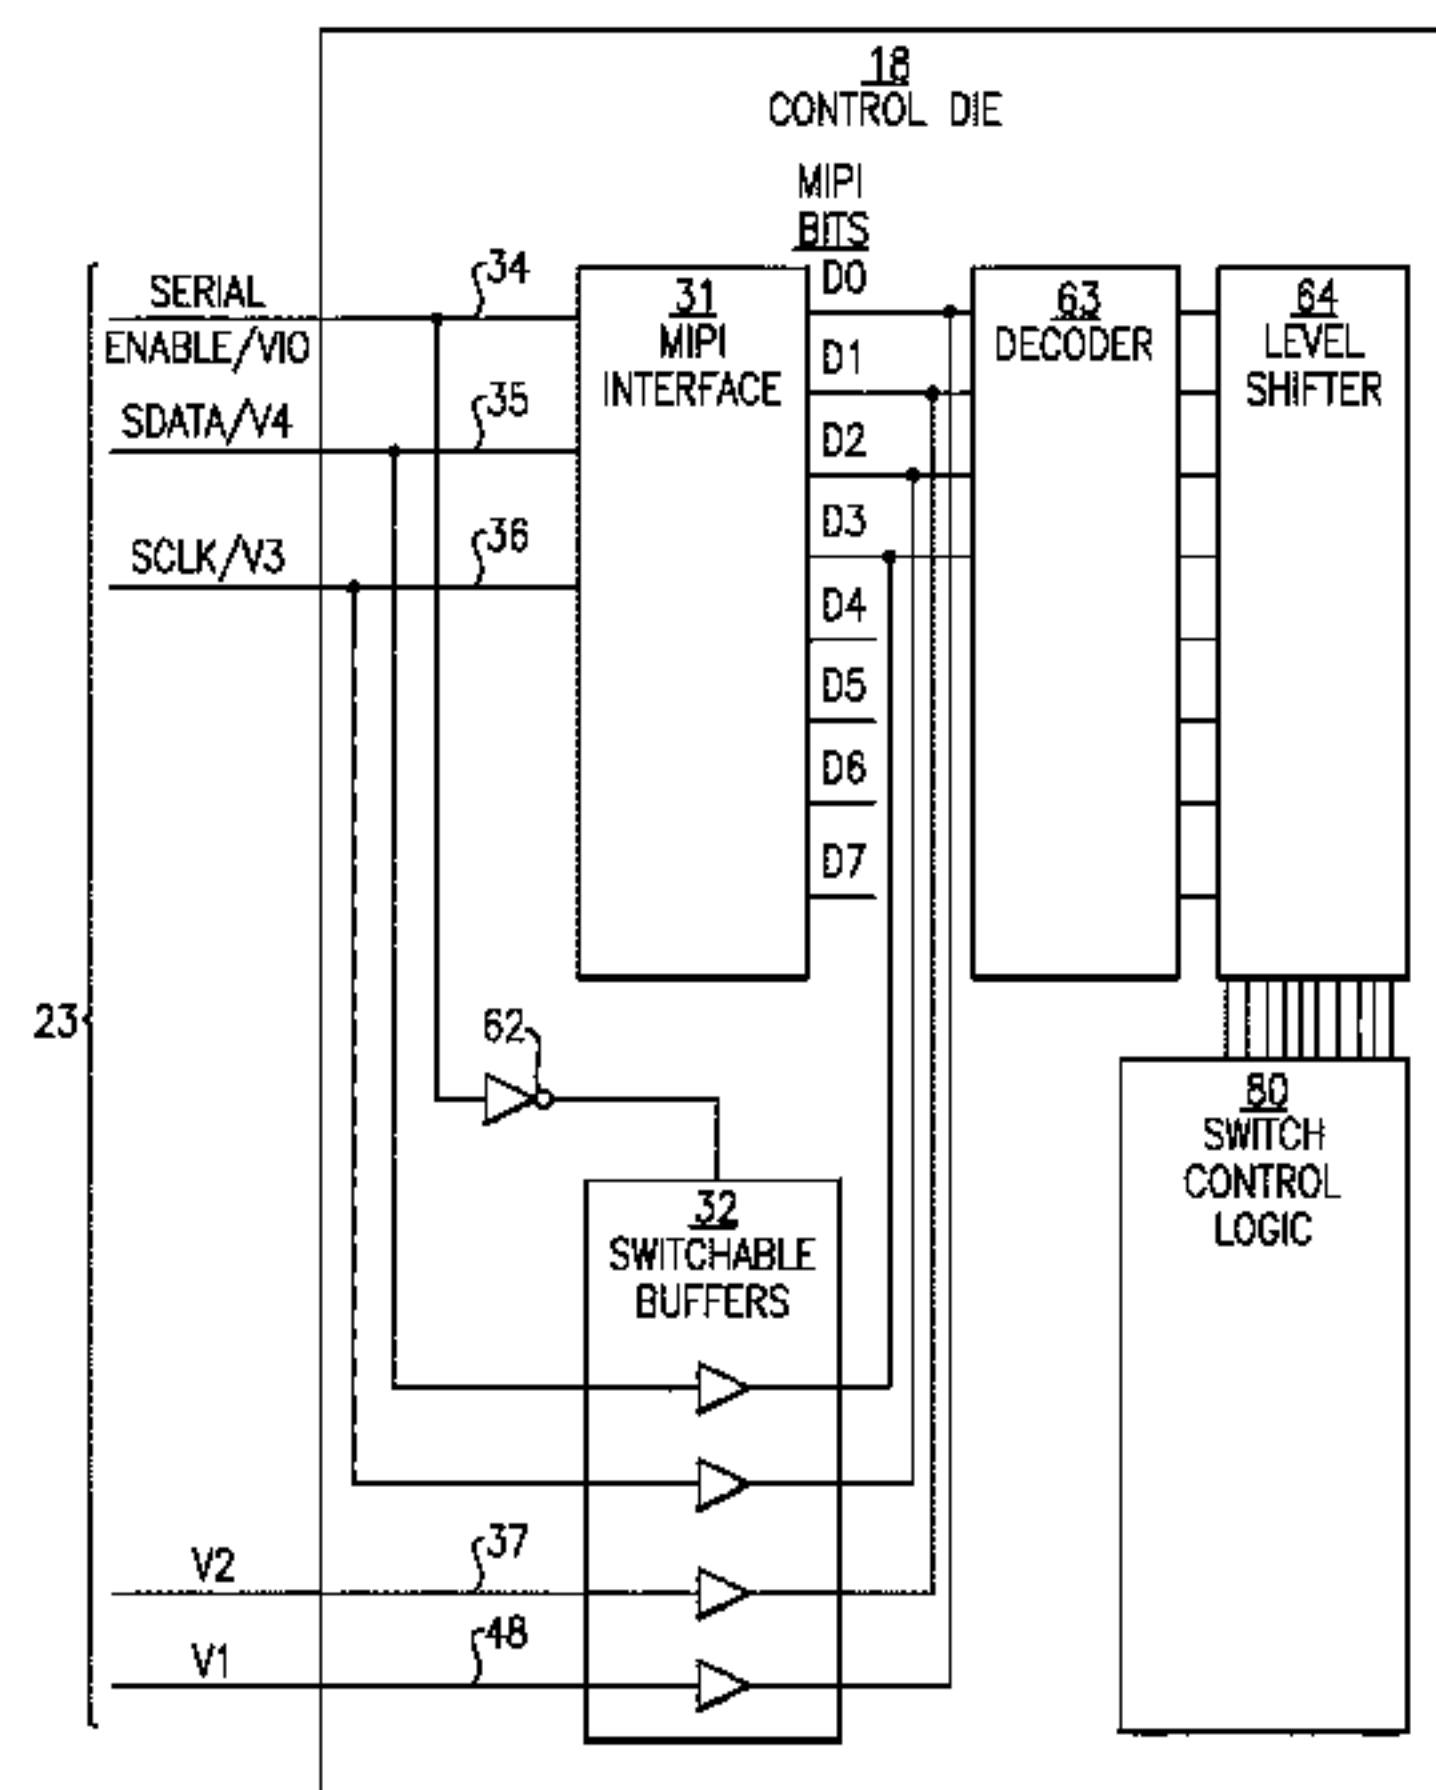 18
CONTROL DIE
MIPI
BITS
SERIAL
ENABLE/VIO
34
31
MIPI
INTERFACE
D0
D1
D2
D3
D4
D5
D6
D7
63
DECODER
64
LEVEL
SHIFTER
SDATA/V4
35
SCLK/V3
36
23
62
80
SWITCH
CONTROL
LOGIC
32
SWITCHABLE
BUFFERS
V2
37
V1
48